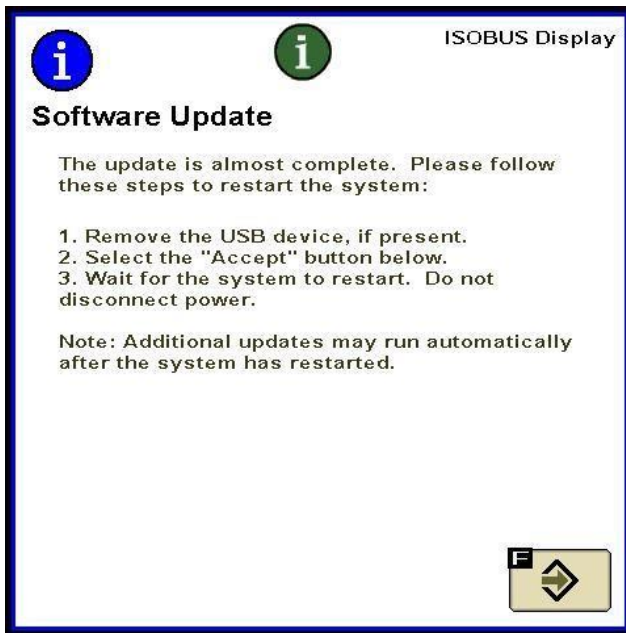 ISOBUS Display
Software Update
The update is almost complete. Please follow
these steps to restart the system:
1. Remove the USB device, if present.
2. Select the "Accept" button below.
3. Wait for the system to restart. Do not
disconnect power.
Note: Additional updates may run automatically
after the system has restarted.
F